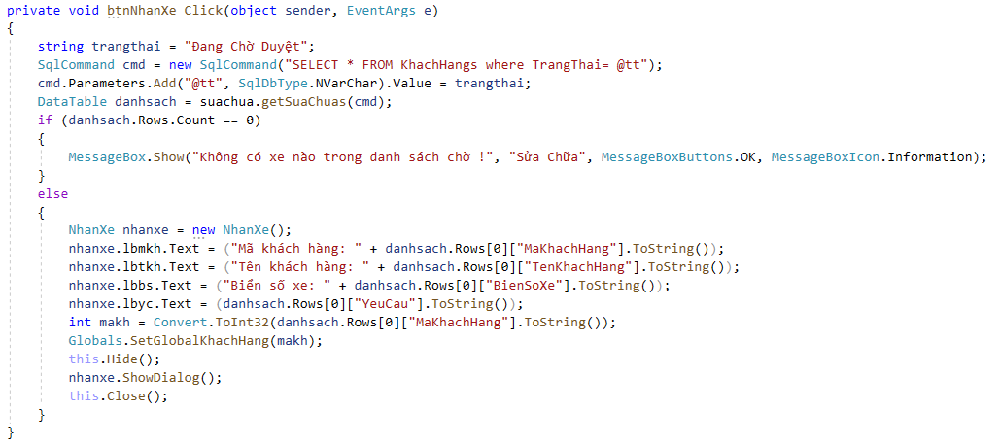 private void btnNhanXe_Click(object sender, EventArgs e)
{
    string trangthai = "Đang Chờ Duyệt";
    SqlCommand cmd = new SqlCommand("SELECT * FROM KhachHangs where TrangThai= @tt");
    cmd.Parameters.Add("@tt", SqlDbType.NVarChar).Value = trangthai;
    DataTable danhsach = suachua.getSuaChuas(cmd);
    if (danhsach.Rows.Count == 0)
    {
        MessageBox.Show("Không có xe nào trong danh sách chờ !", "Sửa Chữa", MessageBoxButtons.OK, MessageBoxIcon.Information);
    }
    else
    {
        NhanXe nhanxe = new NhanXe();
        nhanxe.lbmkh.Text = ("Mã khách hàng: " + danhsach.Rows[0]["MaKhachHang"].ToString());
        nhanxe.lbtkh.Text = ("Tên khách hàng: " + danhsach.Rows[0]["TenKhachHang"].ToString());
        nhanxe.lbbs.Text = ("Biển số xe: " + danhsach.Rows[0]["BienSoXe"].ToString());
        nhanxe.lbyc.Text = (danhsach.Rows[0]["YeuCau"].ToString());
        int makh = Convert.ToInt32(danhsach.Rows[0]["MaKhachHang"].ToString());
        Globals.SetGlobalKhachHang(makh);
        this.Hide();
        nhanxe.ShowDialog();
        this.Close();
    }
}